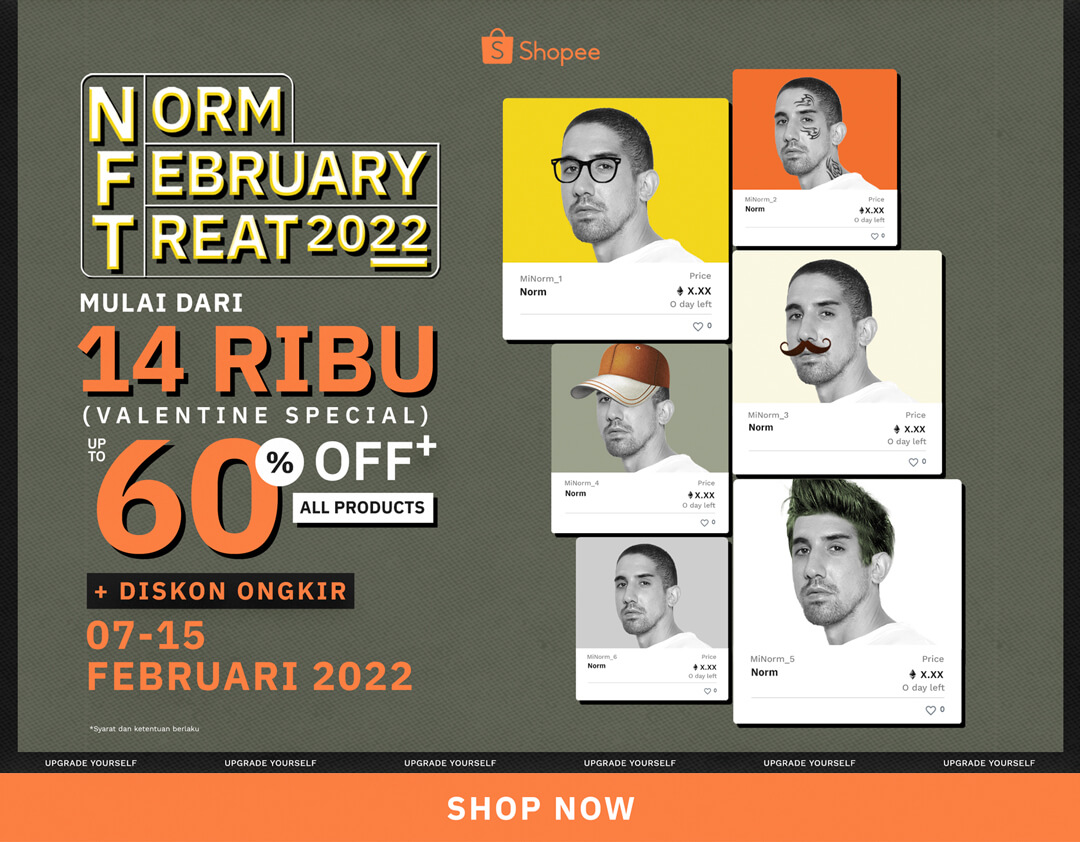 Shopee
NORM
FEBRUARY
TREAT 2022
MULAI DARI
14 RIBU
(VALENTINE SPECIAL)
UP TO 60% OFF+
ALL PRODUCTS
+ DISKON ONGKIR
07-15
FEBRUARI 2022
*Syarat dan ketentuan berlaku
MiNorm_1 Price
Norm X.XX
0 day left
0
MiNorm_2 Price
Norm X.XX
0 day left
0
MiNorm_3 Price
Norm X.XX
0 day left
0
MiNorm_4 Price
Norm X.XX
0 day left
0
MiNorm_6 Price
Norm X.XX
0 day left
0
MiNorm_5 Price
Norm X.XX
0 day left
0
UPGRADE YOURSELF UPGRADE YOURSELF UPGRADE YOURSELF UPGRADE YOURSELF UPGRADE YOURSELF UPGRADE YOURSELF
SHOP NOW